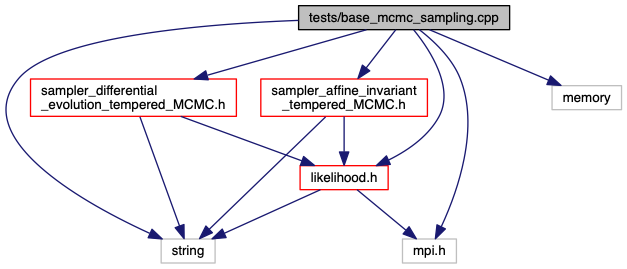 tests/base_mcmc_sampling.cpp
sampler_differential
_evolution_tempered_MCMC.h
sampler_affine_invariant
_tempered_MCMC.h
memory
likelihood.h
string
mpi.h